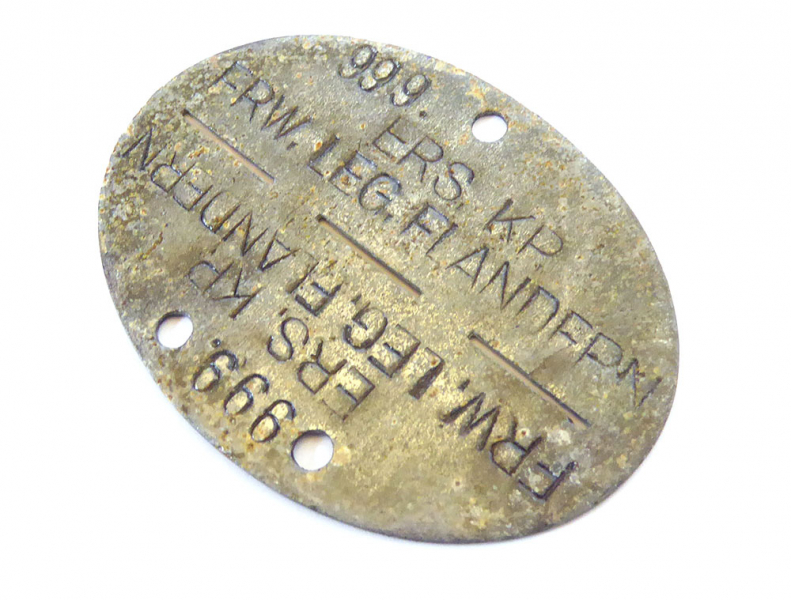 999.
ERS. KP
FRW. LEG. FLANDERN
FRW. LEG. FLANDERN
ERS. KP
999.